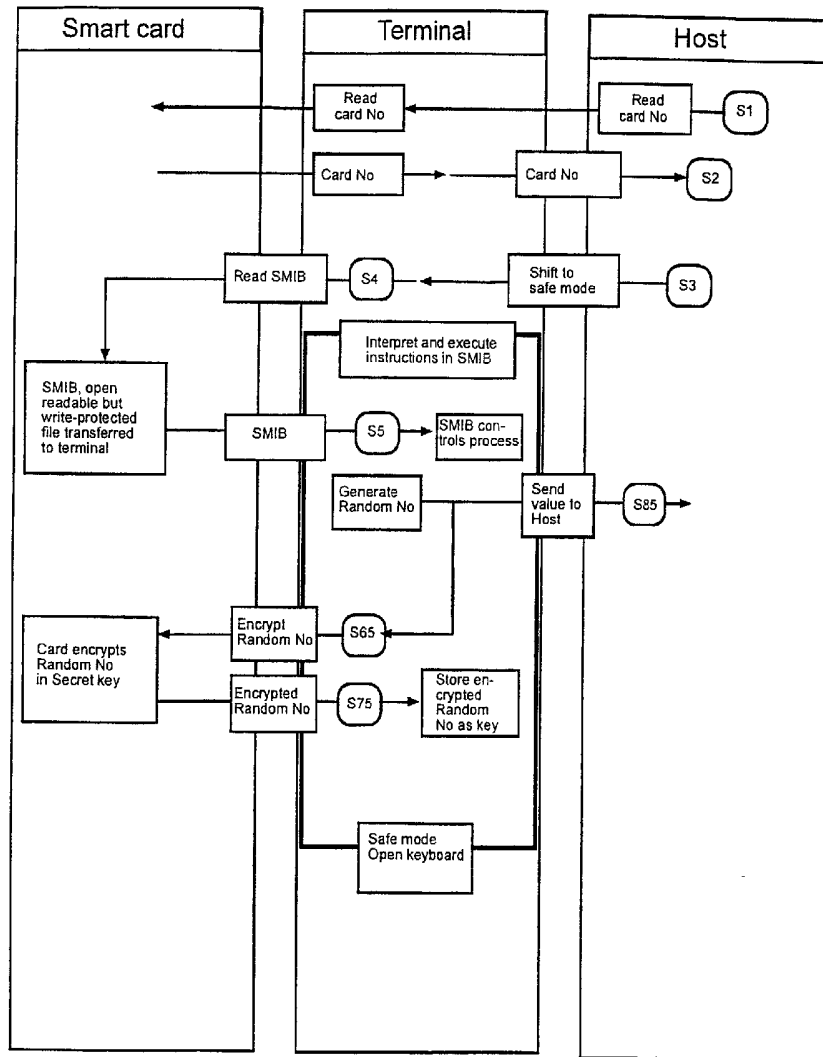 Smart card
Terminal
Host
Read
card No
Read
card No
S1
Card No
Card No
S2
Read SMIB
S4
Shift to
safe mode
S3
Interpret and execute
instructions in SMIB
SMIB, open
readable but
write-protected
file transferred
to terminal
SMIB
S5
SMIB con-
trols process
Generate
Random No
Send
value to
Host
S85
Card encrypts
Random No
in Secret key
Encrypt
Random No
S65
Encrypted
Random No
S75
Store en-
crypted
Random
No as key
Safe mode
Open keyboard